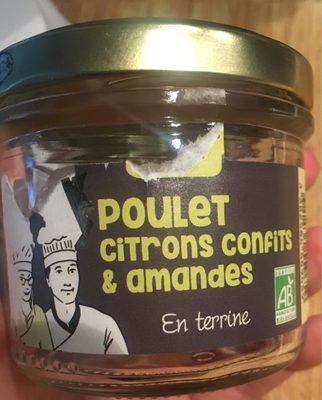 POULET
CITRONS CONFITS
& AMANDES
En terrine
AB